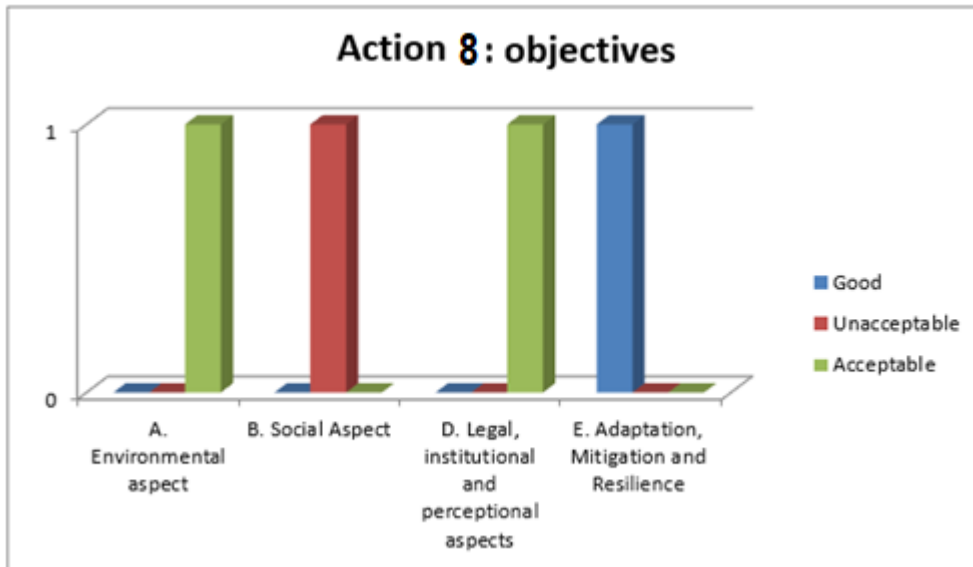 Action 8: objectives
1
0
A.
Environmental
aspect
B. Social Aspect
D. Legal,
institutional
and
perceptional
aspects
E. Adaptation,
Mitigation and
Resilience
Good
Unacceptable
Acceptable